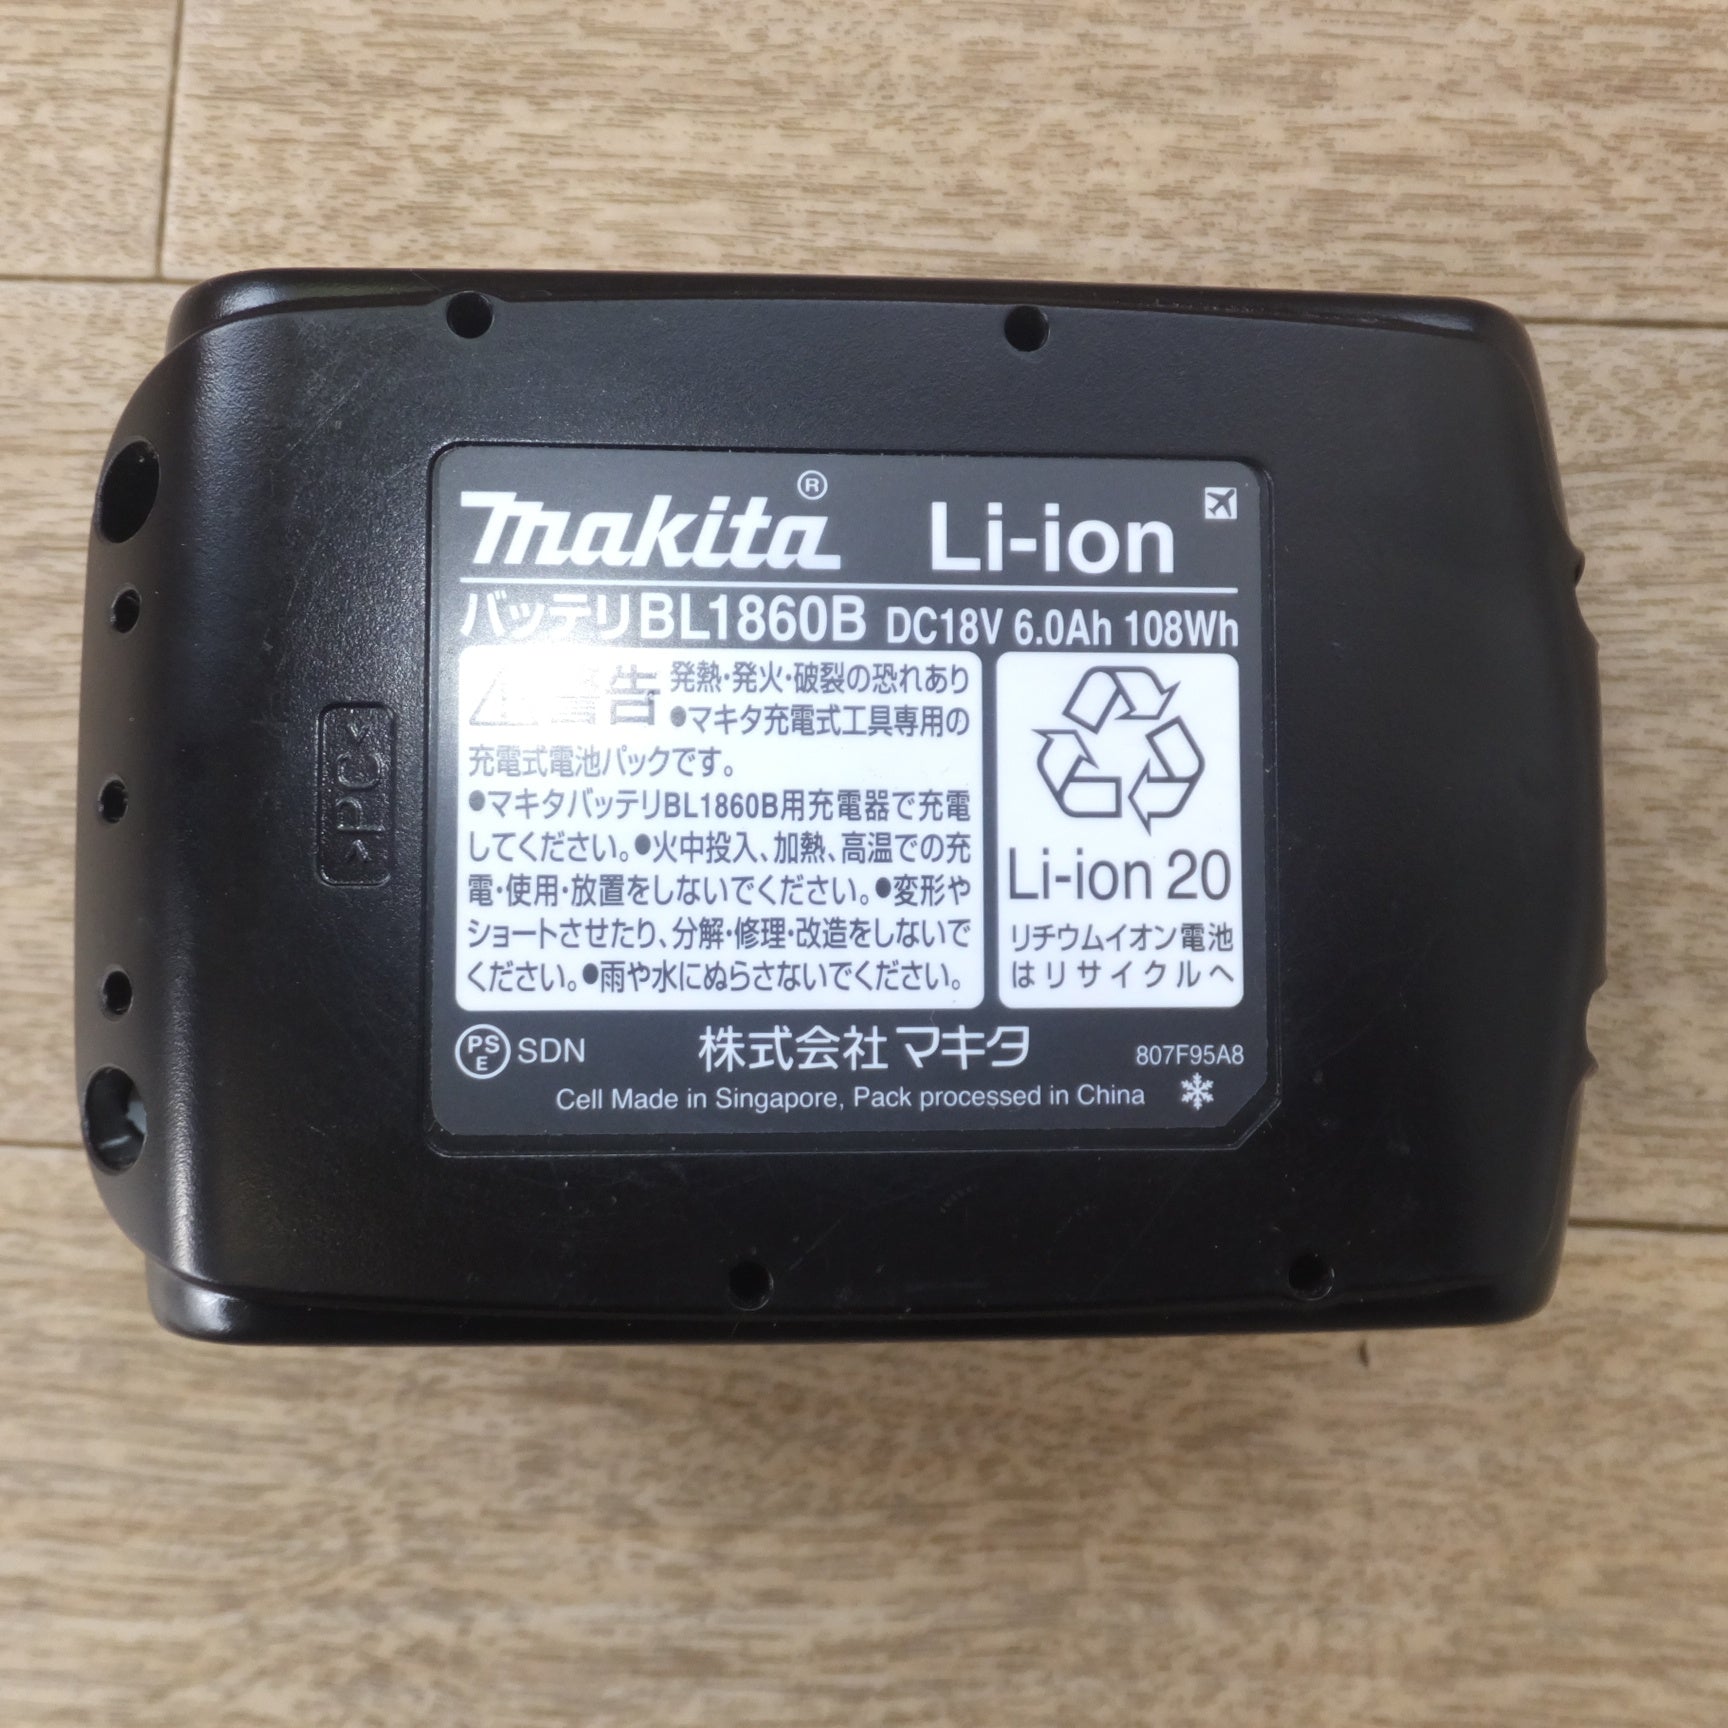 makita® Li-ion
バッテリBL1860B DC18V 6.0Ah 108Wh
警告 発熱・発火・破裂の恐れあり
●マキタ充電式工具専用の
充電式電池パックです。
●マキタバッテリBL1860B用充電器で充電
してください。●火中投入、加熱、高温での充
電・使用・放置をしないでください。●変形や
ショートさせたり、分解・修理・改造をしないで
ください。●雨や水にぬらさないでください。
Li-ion 20
リチウムイオン電池
はリサイクルへ
PSE SDN 株式会社マキタ 807F95A8
Cell Made in Singapore, Pack processed in China
>PC<